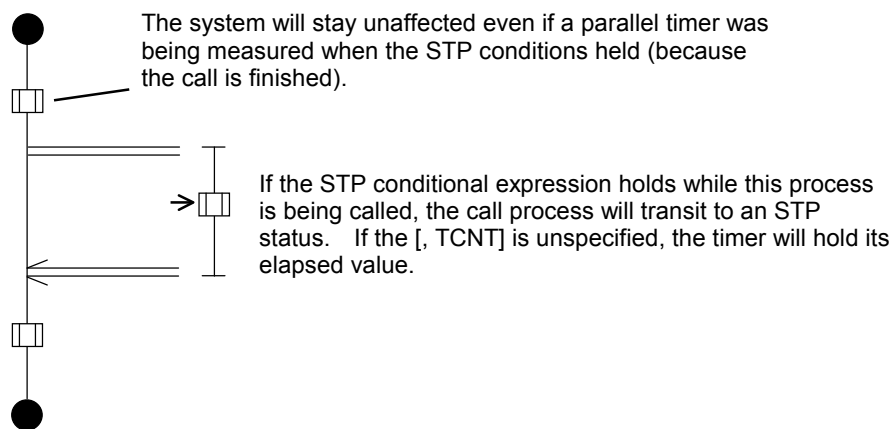 The system will stay unaffected even if a parallel timer was
being measured when the STP conditions held (because
the call is finished).
If the STP conditional expression holds while this process
is being called, the call process will transit to an STP
status. If the [, TCNT] is unspecified, the timer will hold its
elapsed value.